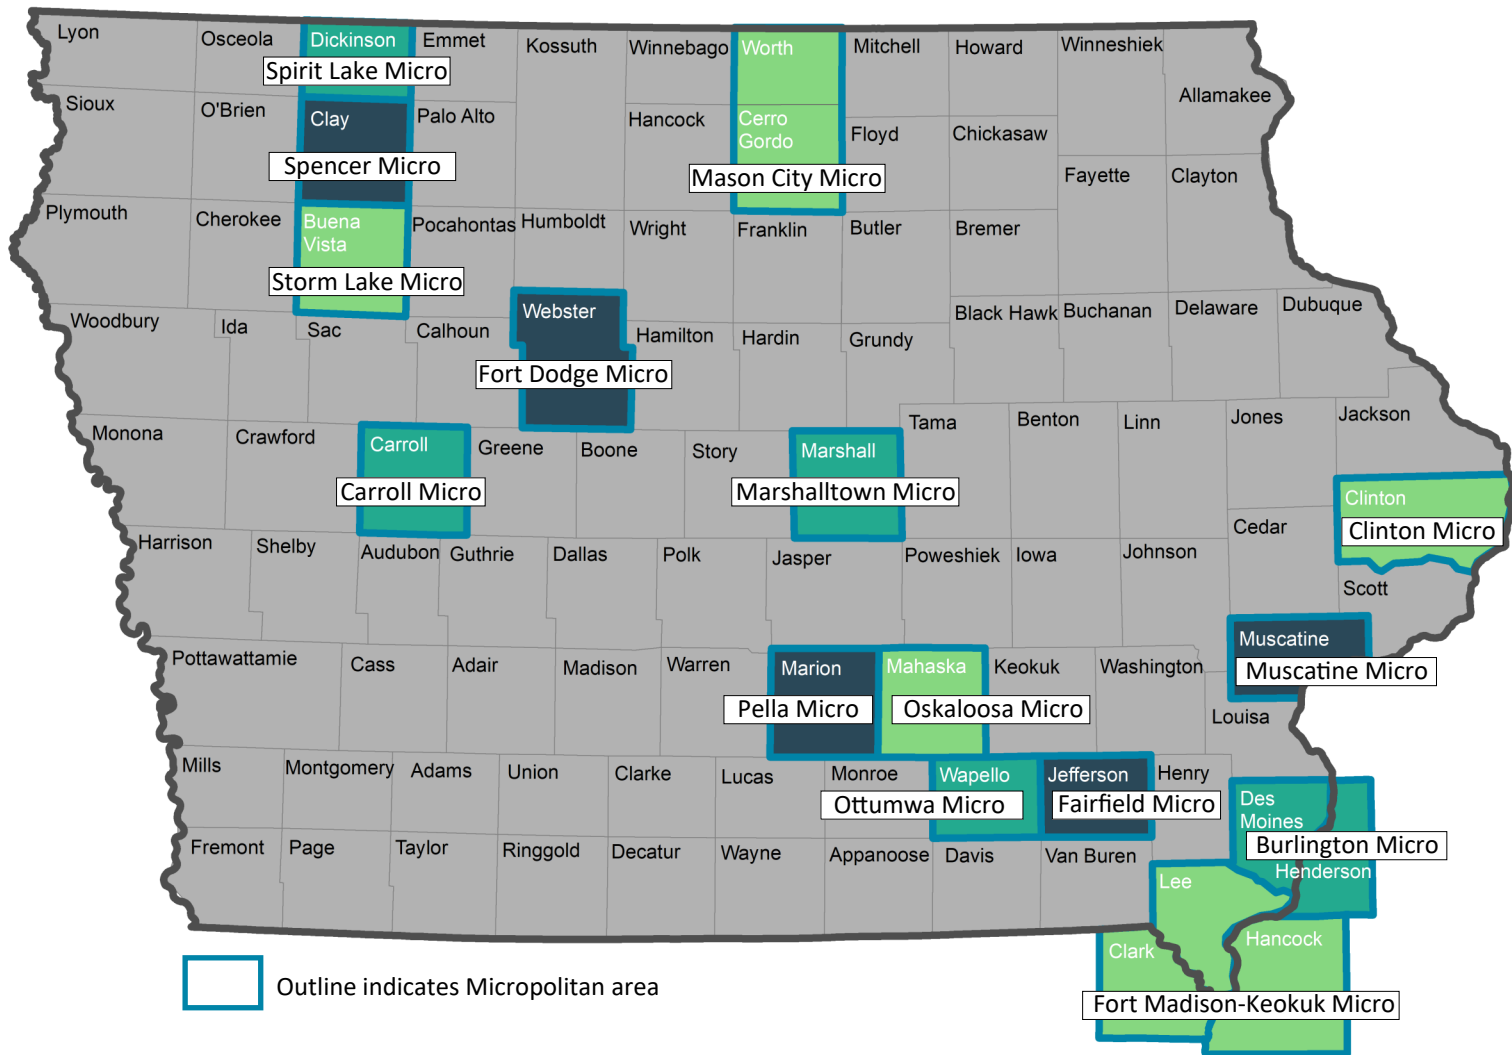 Lyon
Osceola
Dickinson
Emmet
Kossuth
Winnebago
Worth
Mitchell
Howard
Winneshiek
Allamakee
Spirit Lake Micro
Sioux
O'Brien
Clay
Palo Alto
Hancock
Cerro
Gordo
Floyd
Chickasaw
Spencer Micro
Mason City Micro
Fayette
Clayton
Plymouth
Cherokee
Buena
Vista
Pocahontas
Humboldt
Wright
Franklin
Butler
Bremer
Storm Lake Micro
Woodbury
Ida
Sac
Calhoun
Webster
Hamilton
Hardin
Grundy
Black Hawk
Buchanan
Delaware
Dubuque
Fort Dodge Micro
Monona
Crawford
Carroll
Greene
Boone
Story
Marshall
Tama
Benton
Linn
Jones
Jackson
Carroll Micro
Marshalltown Micro
Clinton
Clinton Micro
Harrison
Shelby
Audubon
Guthrie
Dallas
Polk
Jasper
Poweshiek
Iowa
Johnson
Cedar
Scott
Muscatine
Muscatine Micro
Pottawattamie
Cass
Adair
Madison
Warren
Marion
Mahaska
Keokuk
Washington
Louisa
Pella Micro
Oskaloosa Micro
Mills
Montgomery
Adams
Union
Clarke
Lucas
Monroe
Wapello
Jefferson
Henry
Des
Moines
Ottumwa Micro
Fairfield Micro
Burlington Micro
Henderson
Fremont
Page
Taylor
Ringgold
Decatur
Wayne
Appanoose
Davis
Van Buren
Lee
Clark
Hancock
Fort Madison-Keokuk Micro
Outline indicates Micropolitan area